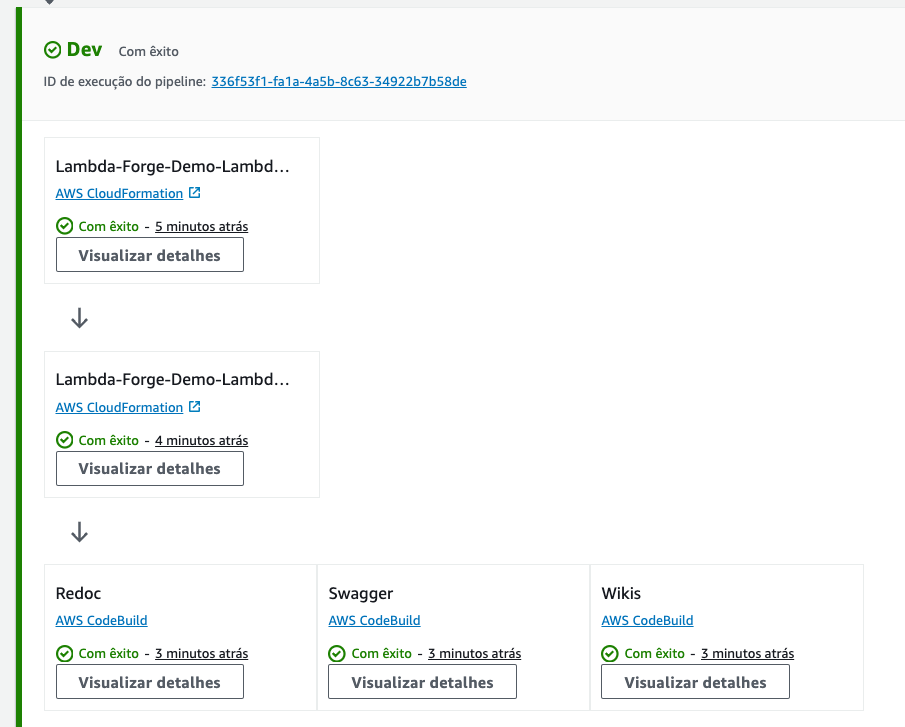 Dev Com êxito
ID de execução do pipeline: 336f53f1-fa1a-4a5b-8c63-34922b7b58de
Lambda-Forge-Demo-Lambd...
AWS CloudFormation
Com êxito - 5 minutos atrás
Visualizar detalhes
Lambda-Forge-Demo-Lambd...
AWS CloudFormation
Com êxito - 4 minutos atrás
Visualizar detalhes
Redoc
AWS CodeBuild
Com êxito - 3 minutos atrás
Visualizar detalhes
Swagger
AWS CodeBuild
Com êxito - 3 minutos atrás
Visualizar detalhes
Wikis
AWS CodeBuild
Com êxito - 3 minutos atrás
Visualizar detalhes